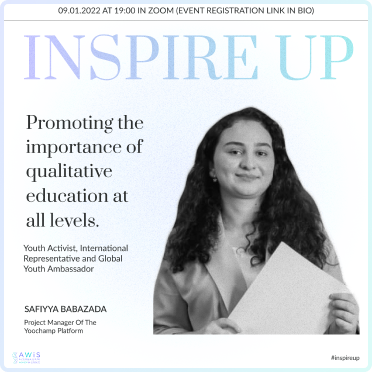 09.01.2022 AT 19:00 IN ZOOM (EVENT REGISTRATION LINK IN BIO)
INSPIRE UP
Promoting the
importance of
qualitative
education at
all levels.
Youth Activist, International
Representative and Global
Youth Ambassador
SAFIYYA BABAZADA
Project Manager Of The
Yoochamp Platform
AWiS
#inspireup